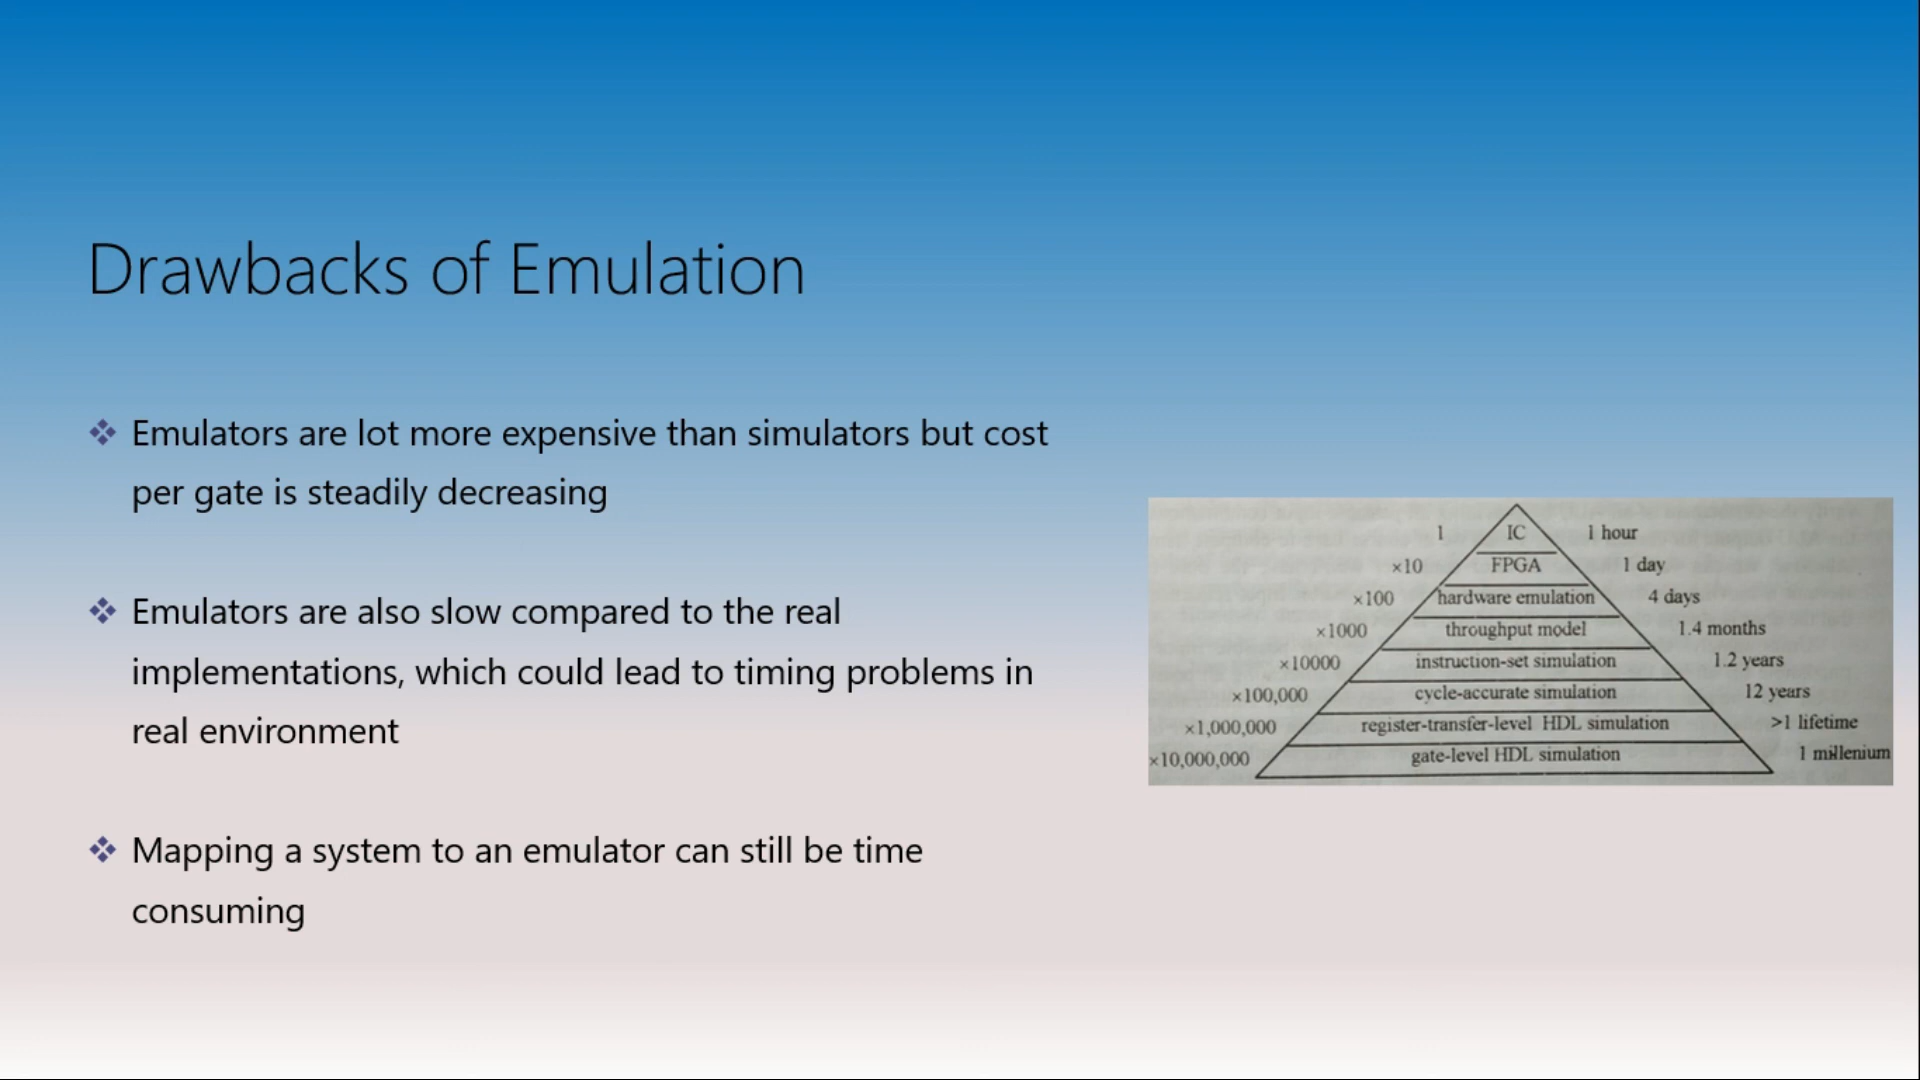 Drawbacks of Emulation
❖ Emulators are lot more expensive than simulators but cost
per gate is steadily decreasing
❖ Emulators are also slow compared to the real
implementations, which could lead to timing problems in
real environment
❖ Mapping a system to an emulator can still be time
consuming
1 IC 1 hour
×10 FPGA 1 day
×100 hardware emulation 4 days
×1000 throughput model 1.4 months
×10000 instruction-set simulation 1.2 years
×100,000 cycle-accurate simulation 12 years
×1,000,000 register-transfer-level HDL simulation >1 lifetime
×10,000,000 gate-level HDL simulation 1 millenium